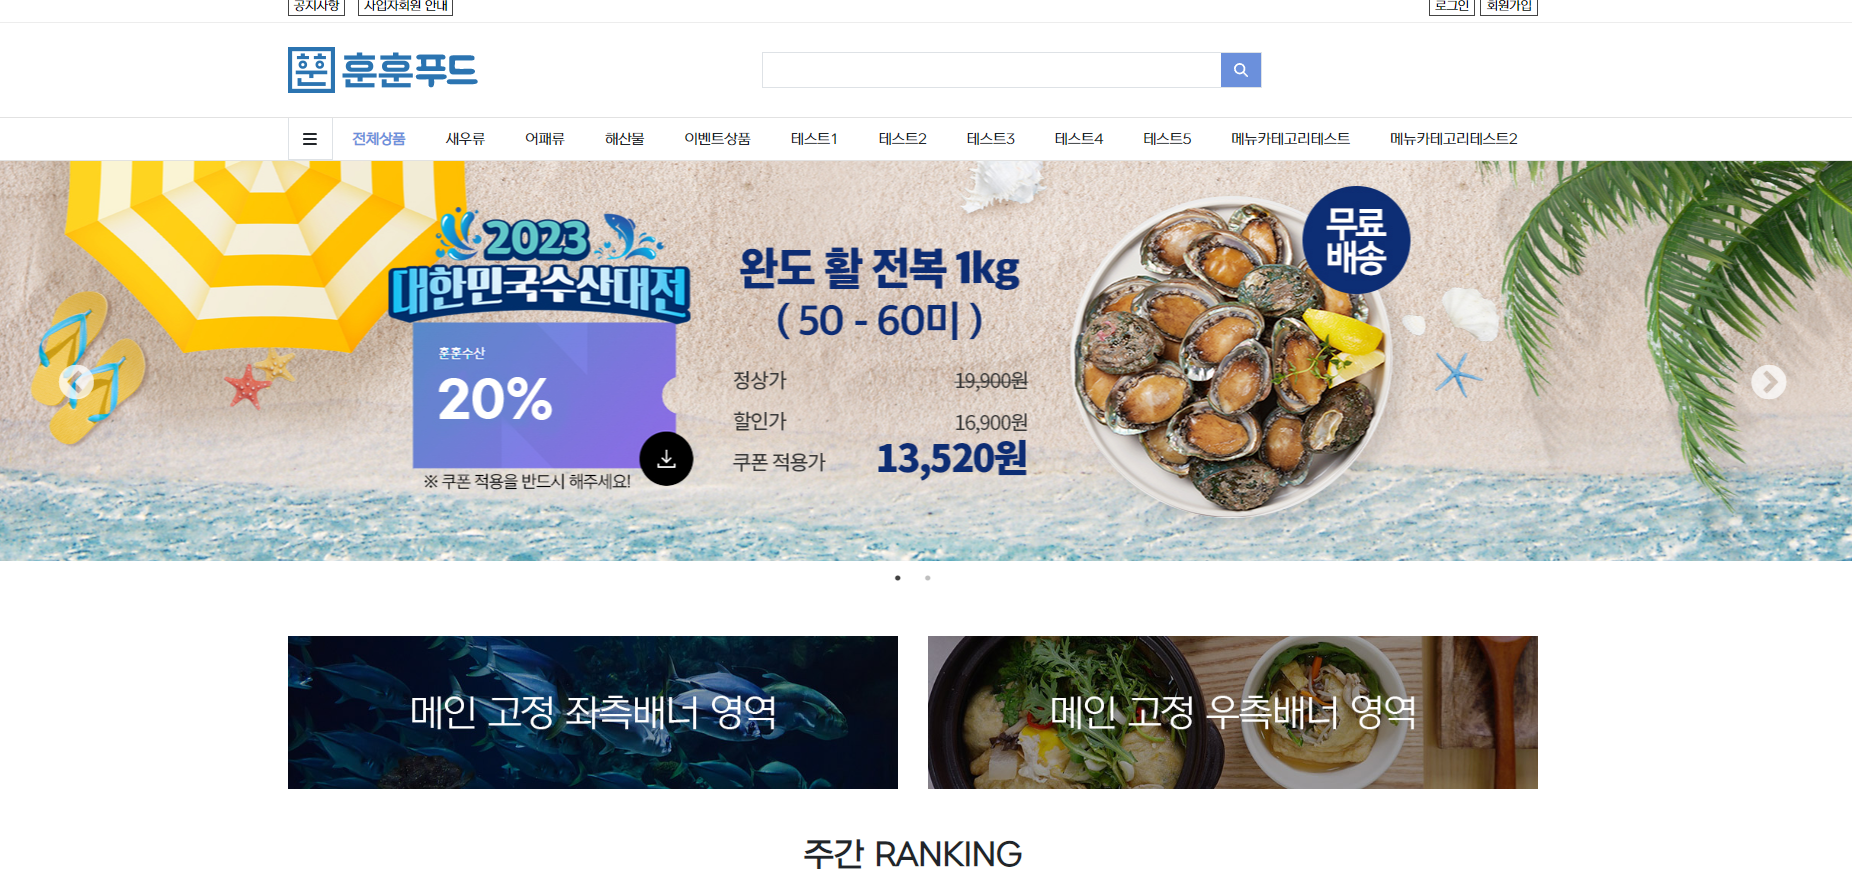 공지사항 사업자회원 안내 로그인 회원가입
훈훈 훈훈푸드
전체상품 새우류 어패류 해산물 이벤트상품 테스트1 테스트2 테스트3 테스트4 테스트5 메뉴카테고리테스트 메뉴카테고리테스트2
2023
대한민국수산대전
훈훈수산
20%
※ 쿠폰 적용을 반드시 해주세요!
완도 활 전복 1kg
( 50 - 60미 )
정상가 19,900원
할인가 16,900원
쿠폰 적용가 13,520원
무료
배송
메인 고정 좌측배너 영역
메인 고정 우측배너 영역
주간 RANKING